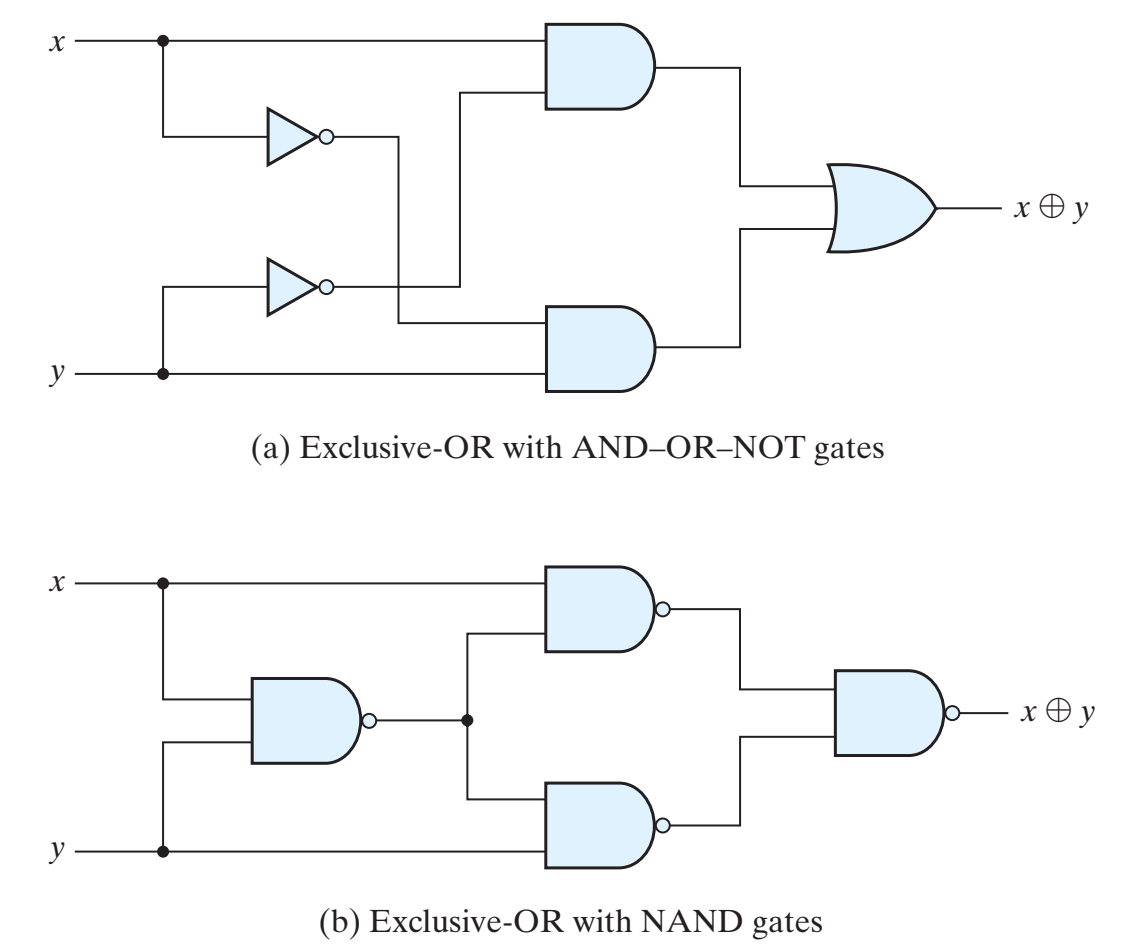 x
x ⊕ y
y
(a) Exclusive-OR with AND–OR–NOT gates
x
x ⊕ y
y
(b) Exclusive-OR with NAND gates